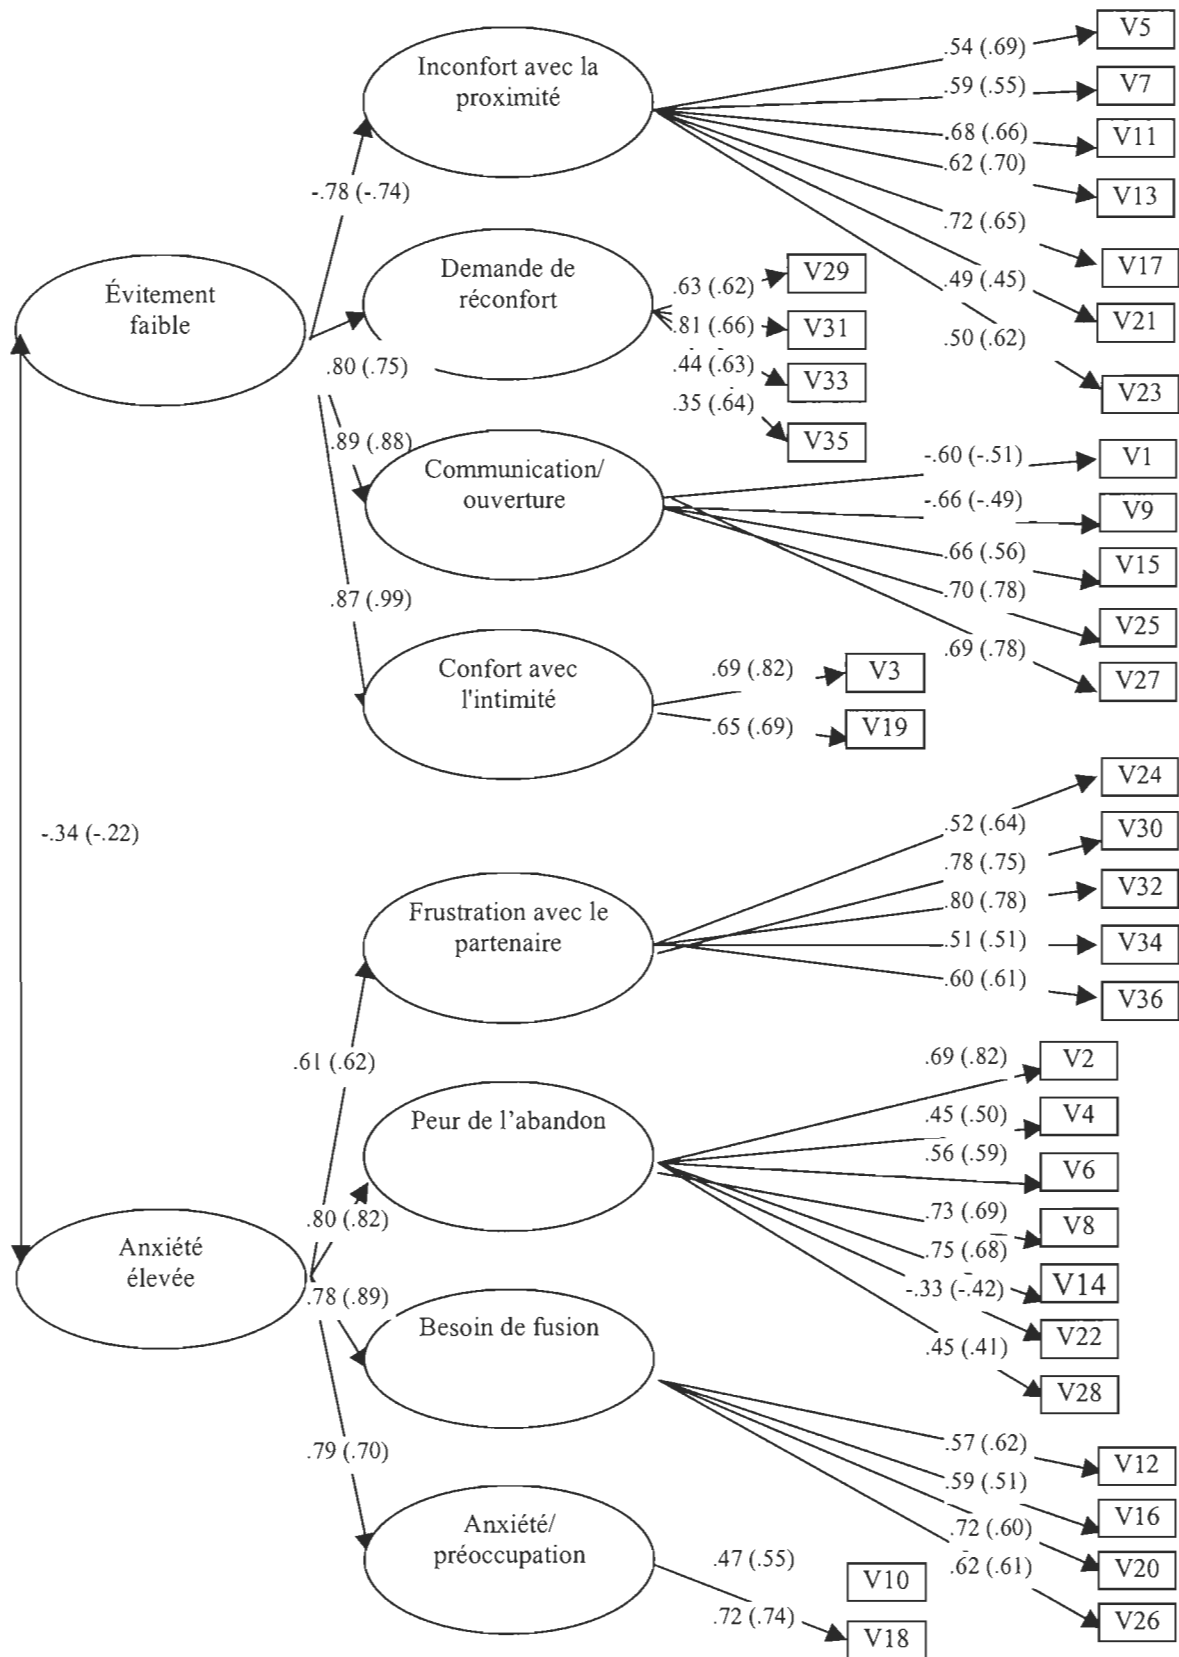 Inconfort avec la
proximité
.54 (.69)
V5
.59 (.55)
V7
.68 (.66)
V11
.62 (.70)
V13
.72 (.65)
V17
.49 (.45)
V21
.50 (.62)
V23
-.78 (-.74)
Évitement
faible
Demande de
réconfort
.63 (.62)
V29
.81 (.66)
V31
.44 (.63)
V33
.35 (.64)
V35
.80 (.75)
.89 (.88)
Communication/
ouverture
-.60 (-.51)
V1
-.66 (-.49)
V9
.66 (.56)
V15
.70 (.78)
V25
.69 (.78)
V27
.87 (.99)
Confort avec
l'intimité
.69 (.82)
V3
.65 (.69)
V19
-.34 (-.22)
Frustration avec le
partenaire
.52 (.64)
V24
.78 (.75)
V30
.80 (.78)
V32
.51 (.51)
V34
.60 (.61)
V36
.61 (.62)
Peur de l’abandon
.69 (.82)
V2
.45 (.50)
V4
.56 (.59)
V6
.73 (.69)
V8
.75 (.68)
V14
-.33 (-.42)
V22
.45 (.41)
V28
.80 (.82)
Anxiété
élevée
.78 (.89)
Besoin de fusion
.57 (.62)
V12
.59 (.51)
V16
.72 (.60)
V20
.62 (.61)
V26
.79 (.70)
Anxiété/
préoccupation
.47 (.55)
V10
.72 (.74)
V18